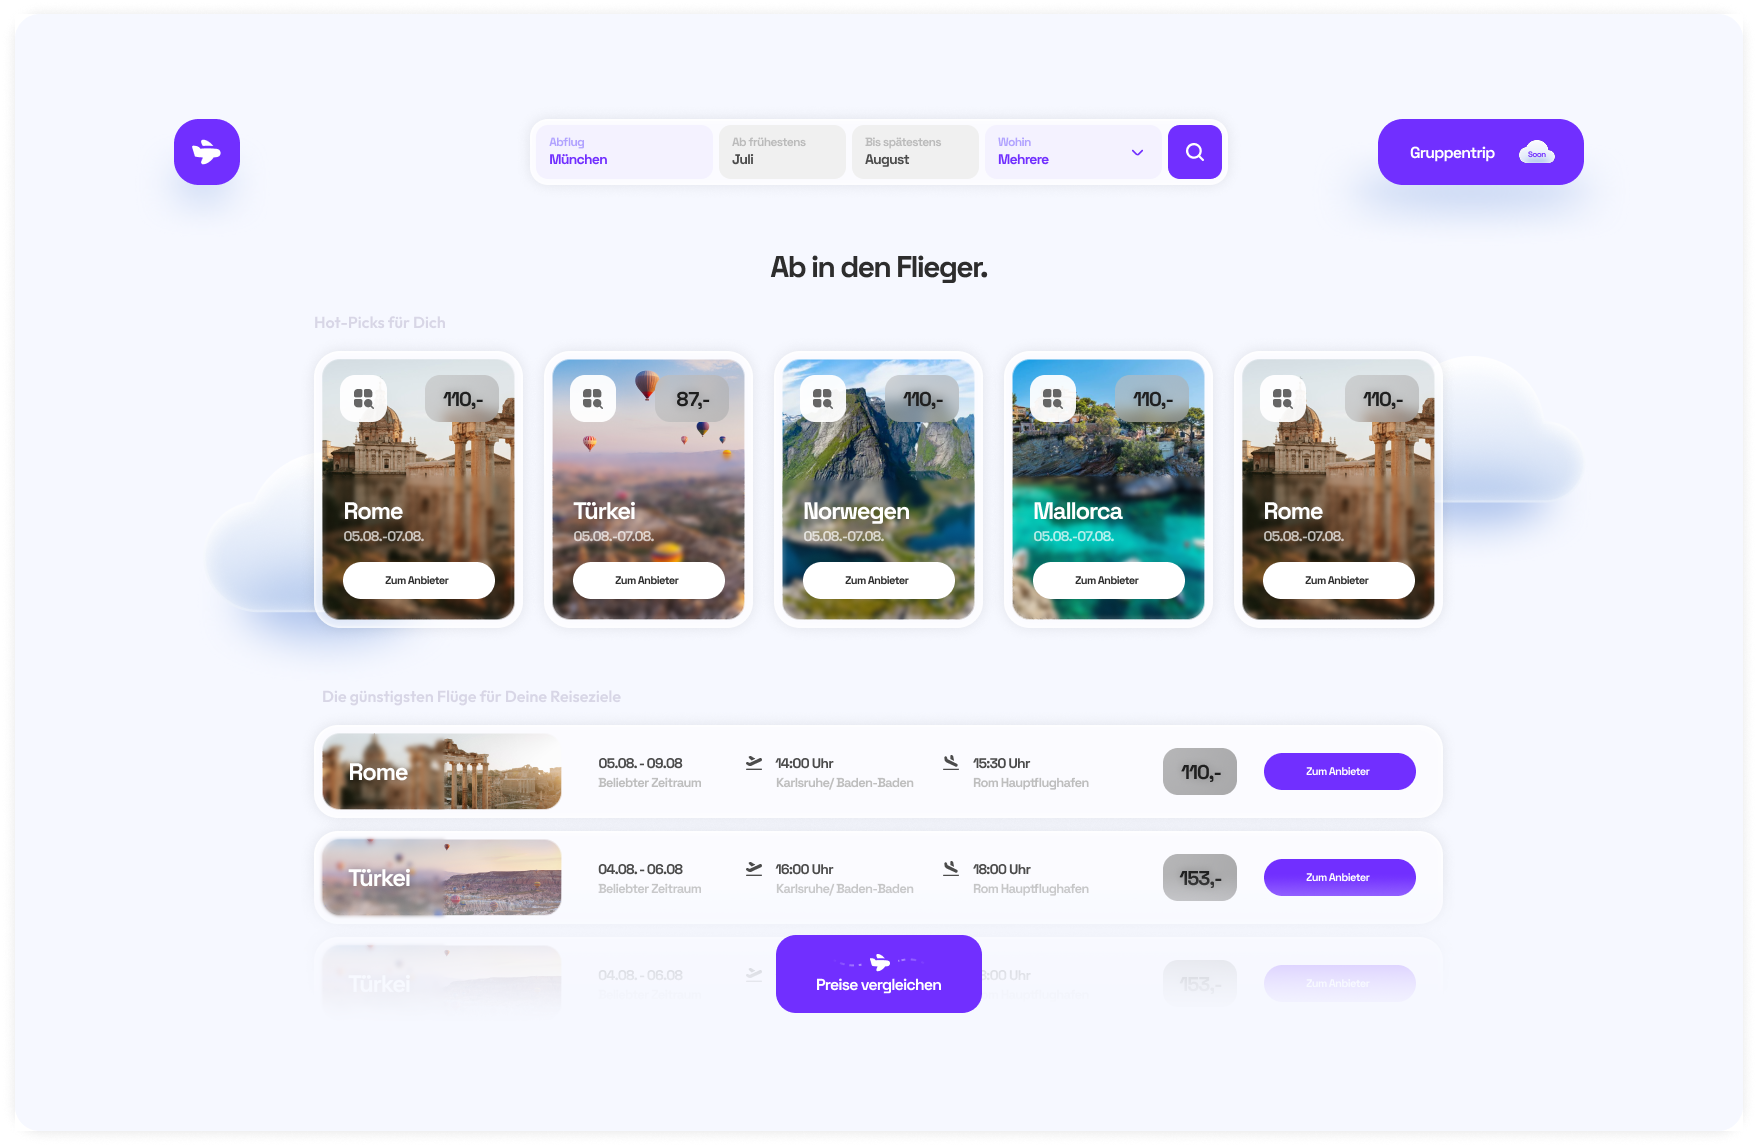 Abflug
München
Ab frühestens
Juli
Bis spätestens
August
Wohin
Mehrere
Gruppentrip
Soon
Ab in den Flieger.
Hot-Picks für Dich
110,-
Rome
05.08.-07.08.
Zum Anbieter
87,-
Türkei
05.08.-07.08.
Zum Anbieter
110,-
Norwegen
05.08.-07.08.
Zum Anbieter
110,-
Mallorca
05.08.-07.08.
Zum Anbieter
110,-
Rome
05.08.-07.08.
Zum Anbieter
Die günstigsten Flüge für Deine Reiseziele
Rome
05.08. - 09.08
Beliebter Zeitraum
14:00 Uhr
Karlsruhe/ Baden-Baden
15:30 Uhr
Rom Hauptflughafen
110,-
Zum Anbieter
Türkei
04.08. - 06.08
Beliebter Zeitraum
16:00 Uhr
Karlsruhe/ Baden-Baden
18:00 Uhr
Rom Hauptflughafen
153,-
Zum Anbieter
Türkei
04.08. - 06.08
:00 Uhr
153,-
Zum Anbieter
Preise vergleichen